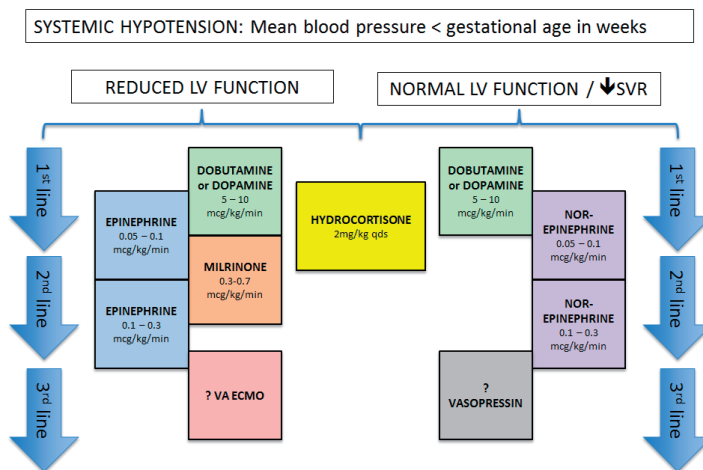 SYSTEMIC HYPOTENSION: Mean blood pressure < gestational age in weeks
REDUCED LV FUNCTION
NORMAL LV FUNCTION / 🡻SVR
1st line
2nd line
3rd line
EPINEPHRINE
0.05 – 0.1
mcg/kg/min
EPINEPHRINE
0.1 – 0.3
mcg/kg/min
DOBUTAMINE
or DOPAMINE
5 – 10
mcg/kg/min
MILRINONE
0.3-0.7
mcg/kg/min
? VA ECMO
HYDROCORTISONE
2mg/kg qds
DOBUTAMINE
or DOPAMINE
5 – 10
mcg/kg/min
?
VASOPRESSIN
NOR-
EPINEPHRINE
0.05 – 0.1
mcg/kg/min
NOR-
EPINEPHRINE
0.1 – 0.3
mcg/kg/min
1st line
2nd line
3rd line